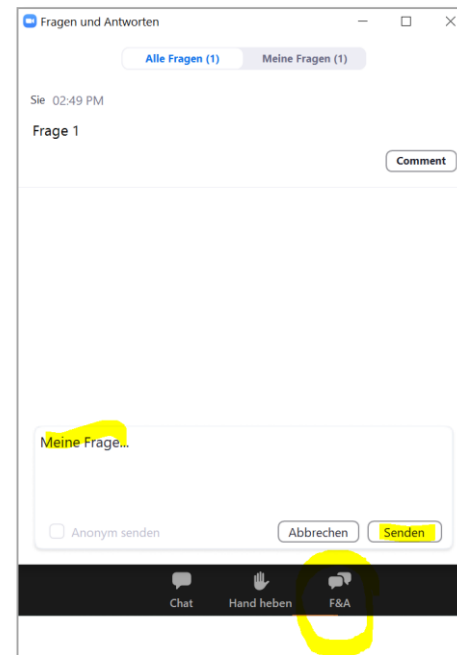 Fragen und Antworten
Alle Fragen (1) Meine Fragen (1)
Sie 02:49 PM
Frage 1
Comment
Meine Frage...
Anonym senden Abbrechen Senden
Chat Hand heben F&A